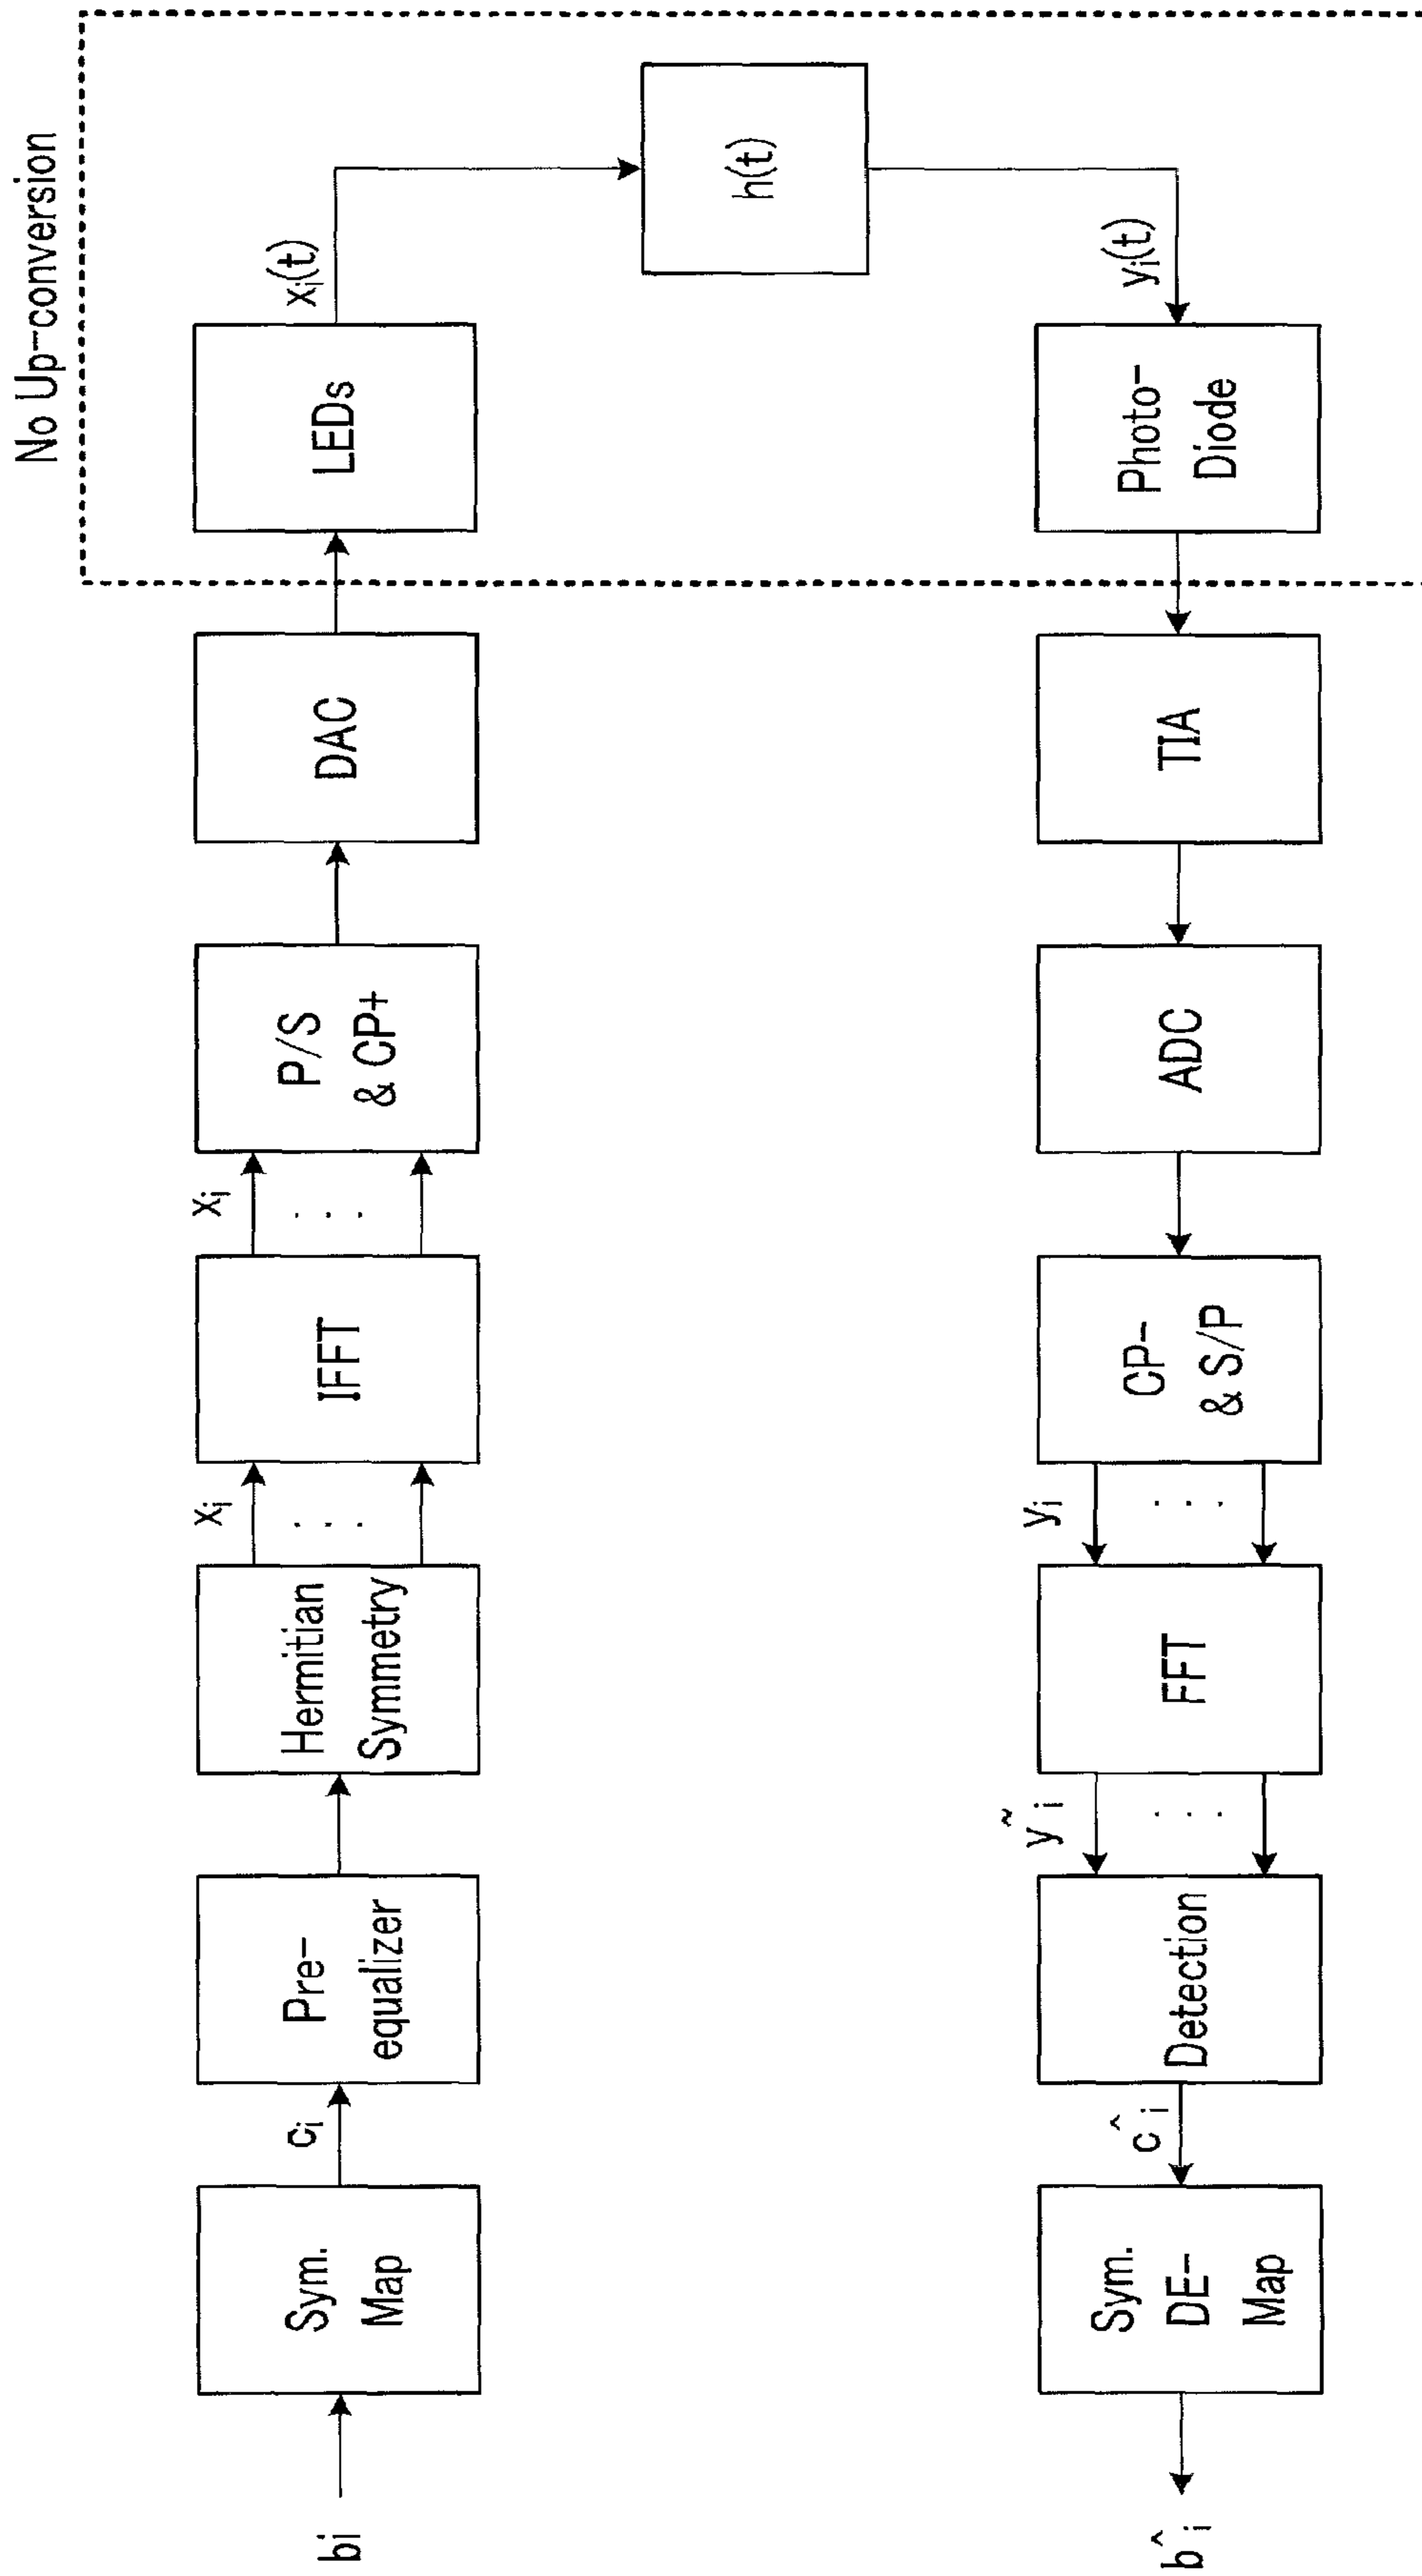 No Up-conversion
bi
Sym.
Map
ci
Pre-
equalizer
Hermitian
Symmetry
xi
. . .
IFFT
xi
. . .
P/S
& CP+
DAC
LEDs
xi(t)
h(t)
yi(t)
Photo-
Diode
TIA
ADC
CP-
& S/P
yi
. . .
FFT
ỹi
. . .
Detection
ĉi
Sym.
DE-
Map
b̂i